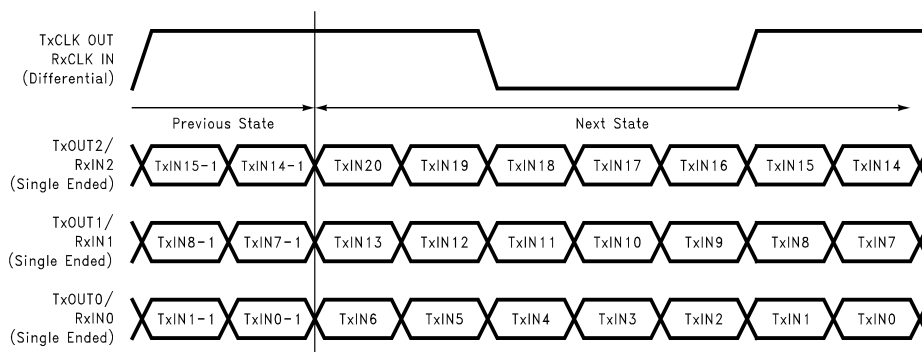 TxCLK OUT
RxCLK IN
(Differential)
Previous State
Next State
TxOUT2/
RxIN2
(Single Ended)
TxIN15-1 TxIN14-1 TxIN20 TxIN19 TxIN18 TxIN17 TxIN16 TxIN15 TxIN14
TxOUT1/
RxIN1
(Single Ended)
TxIN8-1 TxIN7-1 TxIN13 TxIN12 TxIN11 TxIN10 TxIN9 TxIN8 TxIN7
TxOUT0/
RxIN0
(Single Ended)
TxIN1-1 TxIN0-1 TxIN6 TxIN5 TxIN4 TxIN3 TxIN2 TxIN1 TxIN0